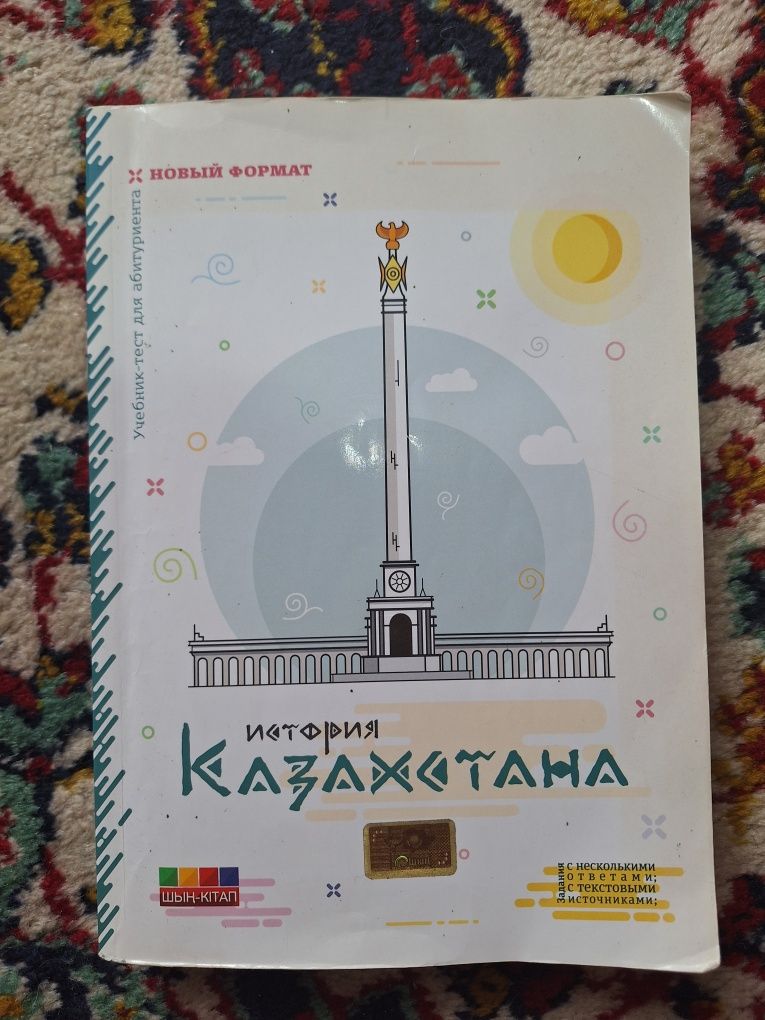 НОВЫЙ ФОРМАТ
Учебник-тест для абитуриента
история
Казахстана
ШЫҢ-КІТАП
Задания
с несколькими
ответами;
с текстовыми
источниками;